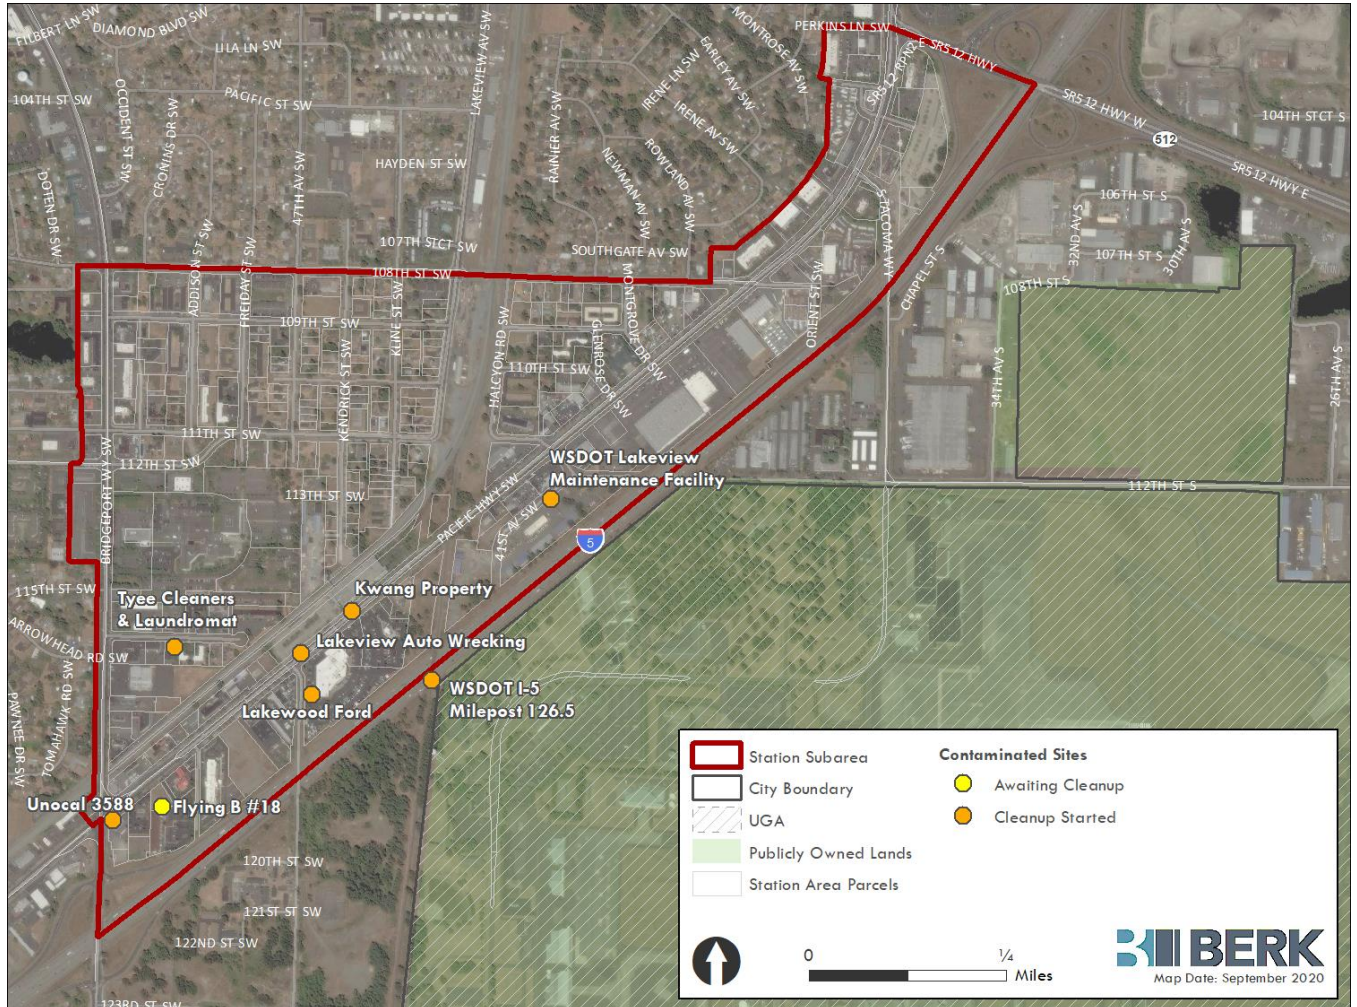 FILBERT LN SW
DIAMOND BLVD SW
LILA LN SW
LAKEVIEW AV SW
MONTROSE AV SW
PERKINS LN SW
E SR512 HWY
SR512 RPN2
EARLEY AV SW
IRENE LN SW
IRENE AV SW
104TH ST SW
OCCIDENT ST SW
PACIFIC ST SW
CRONINS DR SW
47TH AV SW
HAYDEN ST SW
RAINIER AV SW
NEWMAN AV SW
ROWLAND AV SW
SR512 HWY W
512
SR512 HWY E
104TH STCT S
DOTEN DR SW
ADDISON ST SW
FREIDAY ST SW
107TH STCT SW
SOUTHGATE AV SW
S TACOMA WY
CHAPEL ST S
32ND AV S
106TH ST S
107TH ST S
30TH AV S
108TH ST S
108TH ST SW
109TH ST SW
KLINE ST SW
KENDRICK ST SW
HALCYON RD SW
110TH ST SW
GLENROSE DR SW
MONTGROVE DR SW
ORIENT ST SW
34TH AV S
26TH AV S
111TH ST SW
112TH ST SW
BRIDGEPORT WY SW
113TH ST SW
PACIFIC HWY SW
41ST AV SW
WSDOT Lakeview
Maintenance Facility
112TH ST S
5
115TH ST SW
ARROWHEAD RD SW
Tyee Cleaners
& Laundromat
Kwang Property
Lakeview Auto Wrecking
Lakewood Ford
WSDOT I-5
Milepost 126.5
PAWNEE DR SW
TOMAHAWK RD SW
Unocal 3588
Flying B #18
120TH ST SW
121ST ST SW
122ND ST SW
123RD ST SW
Station Subarea
City Boundary
UGA
Publicly Owned Lands
Station Area Parcels
Contaminated Sites
Awaiting Cleanup
Cleanup Started
0
¼
Miles
BERK
Map Date: September 2020